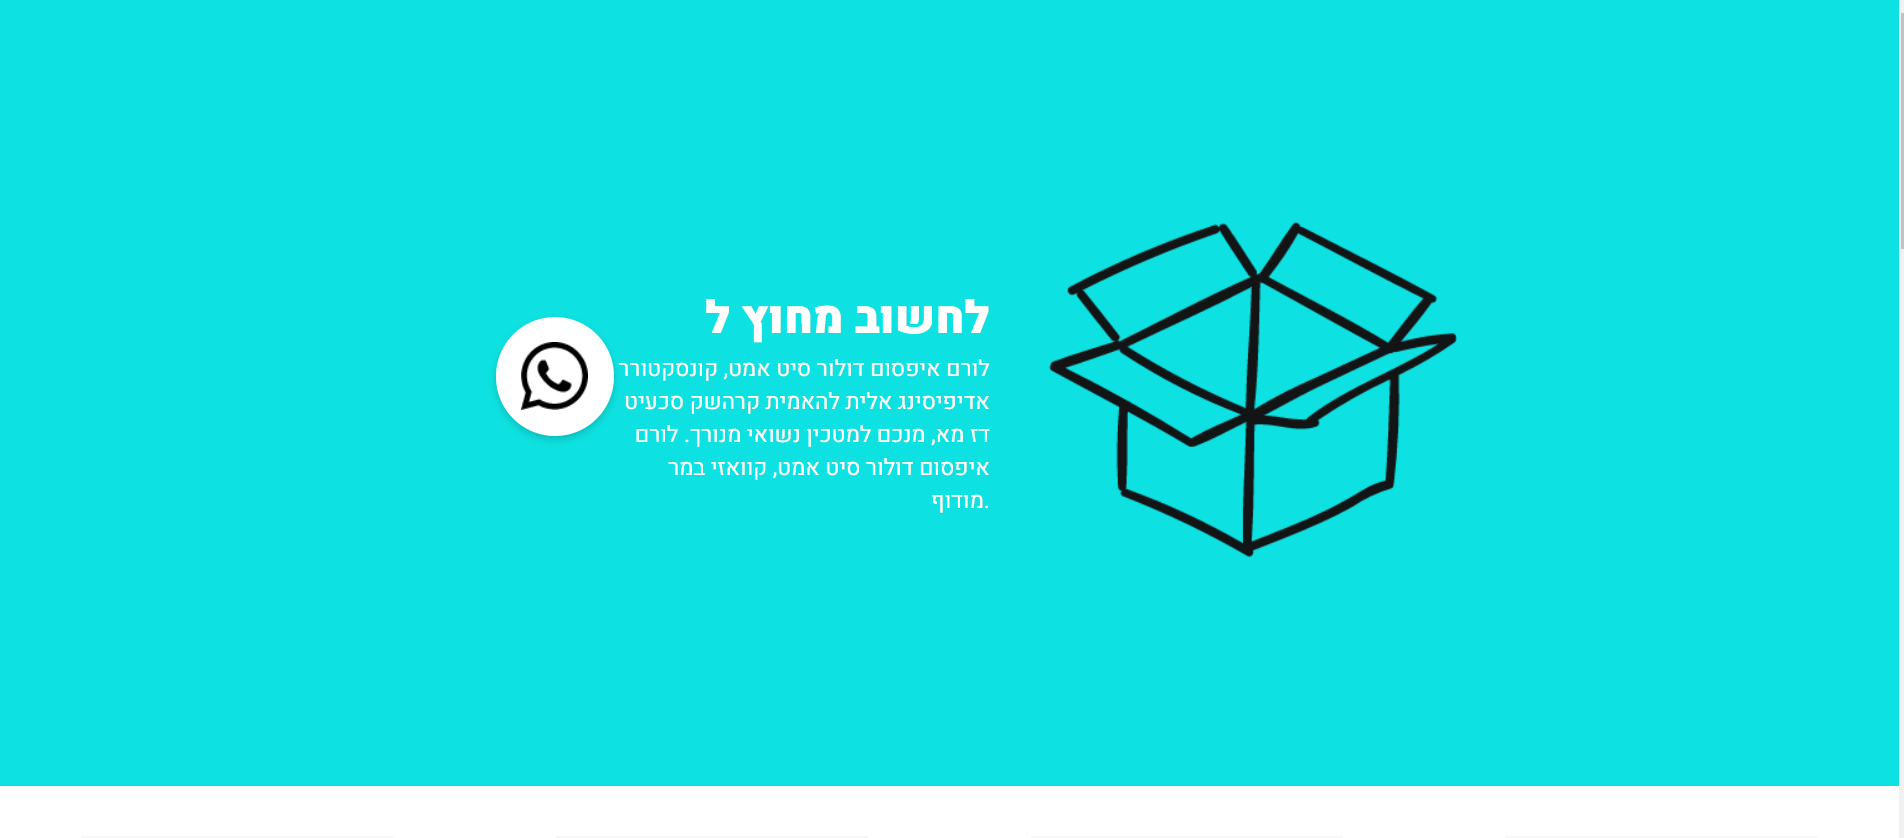 לחשוב מחוץ ל
לורם איפסום דולור סיט אמט, קונסקטורר
אדיפיסינג אלית להאמית קרהשק סכעיט
דז מא, מנכם למטכין נשואי מנורך. לורם
איפסום דולור סיט אמט, קוואזי במר
מודוף.